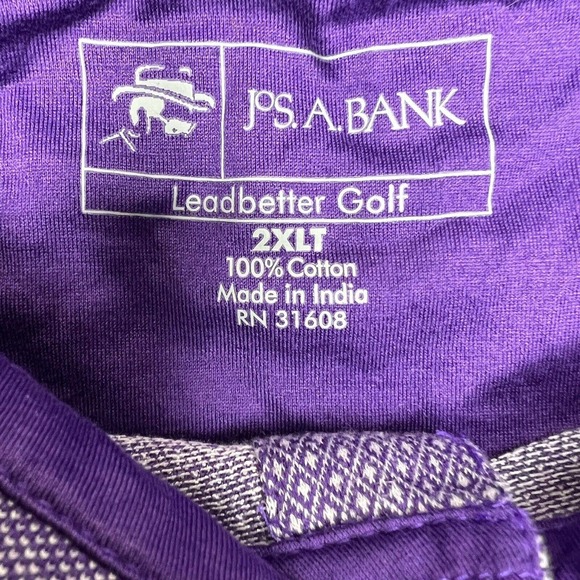 JOS. A. BANK
Leadbetter Golf
2XLT
100% Cotton
Made in India
RN 31608